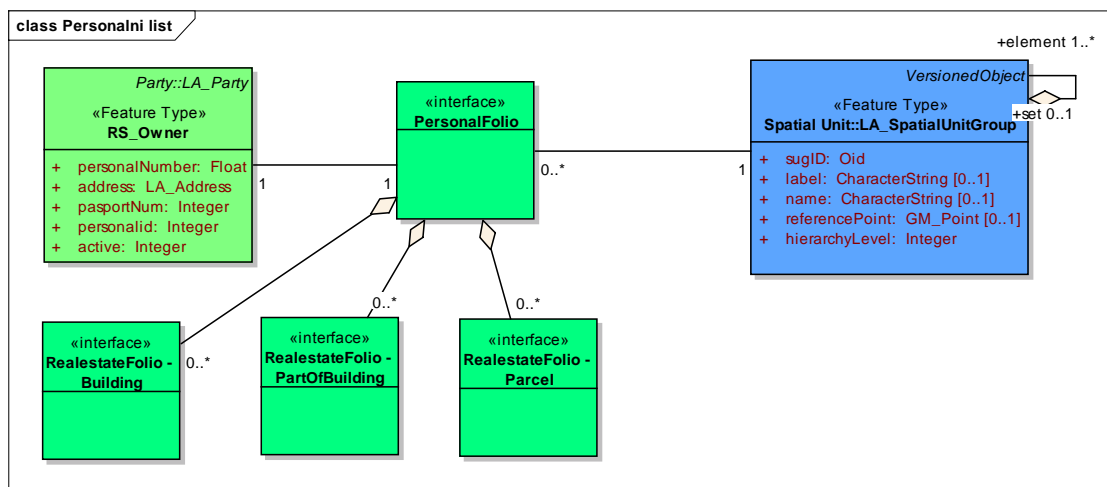 class Personalni list
+element 1..*
Party::LA_Party
«Feature Type»
RS_Owner
+ personalNumber: Float
+ address: LA_Address
+ pasportNum: Integer
+ personalid: Integer
+ active: Integer
1
1
«interface»
PersonalFolio
0..*
1
VersionedObject
«Feature Type»
Spatial Unit::LA_SpatialUnitGroup
+set 0..1
+ sugID: Oid
+ label: CharacterString [0..1]
+ name: CharacterString [0..1]
+ referencePoint: GM_Point [0..1]
+ hierarchyLevel: Integer
0..*
0..*
0..*
«interface»
RealestateFolio -
Building
«interface»
RealestateFolio -
PartOfBuilding
«interface»
RealestateFolio -
Parcel